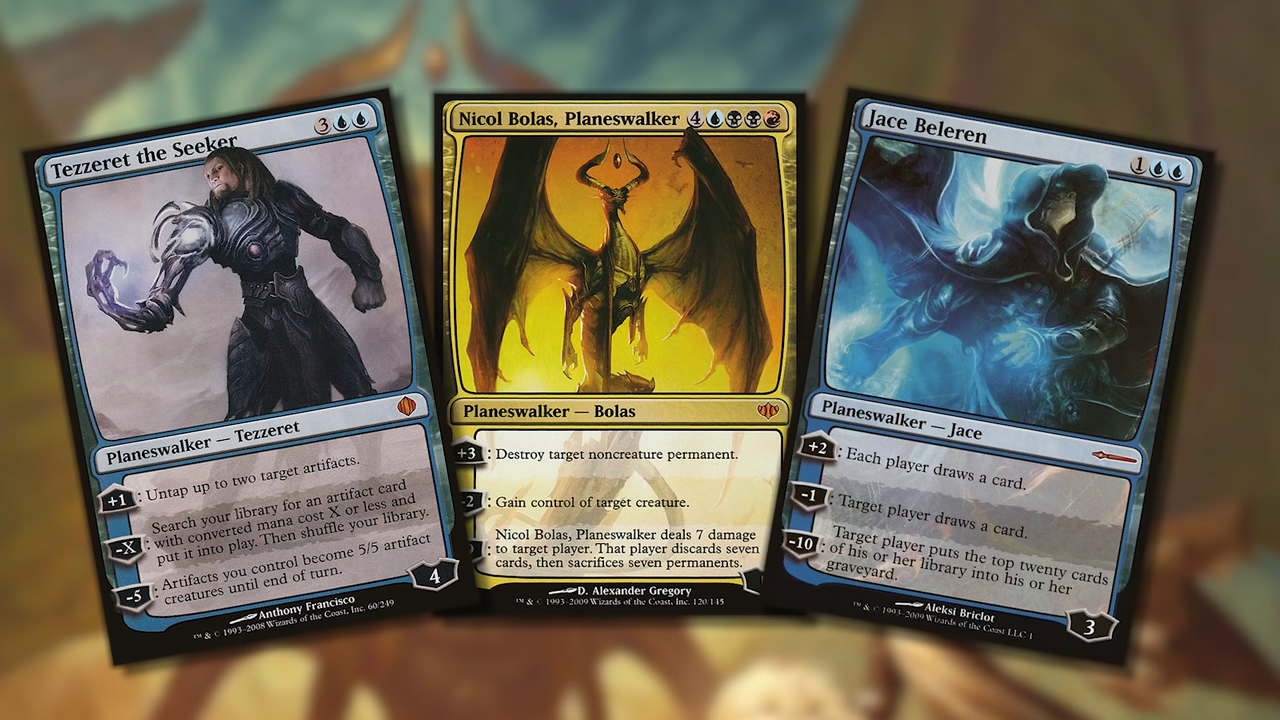 Tezzeret the Seeker
3
Planeswalker — Tezzeret
+1 : Untap up to two target artifacts.
Search your library for an artifact card
-X : with converted mana cost X or less and
put it into play. Then shuffle your library.
-5 : Artifacts you control become 5/5 artifact
creatures until end of turn.
4
Anthony Francisco
™ & © 1993–2008 Wizards of the Coast, Inc. 60/249
Nicol Bolas, Planeswalker 4
Planeswalker — Bolas
+3 : Destroy target noncreature permanent.
-2 : Gain control of target creature.
Nicol Bolas, Planeswalker deals 7 damage
: to target player. That player discards seven
cards, then sacrifices seven permanents.
D. Alexander Gregory
™ & © 1993–2009 Wizards of the Coast, Inc. 120/145
Jace Beleren
1
Planeswalker — Jace
+2 : Each player draws a card.
-1 : Target player draws a card.
Target player puts the top twenty cards
-10 : of his or her library into his or her
graveyard.
3
Aleksi Briclot
™ & © 1993–2009 Wizards of the Coast LLC 1